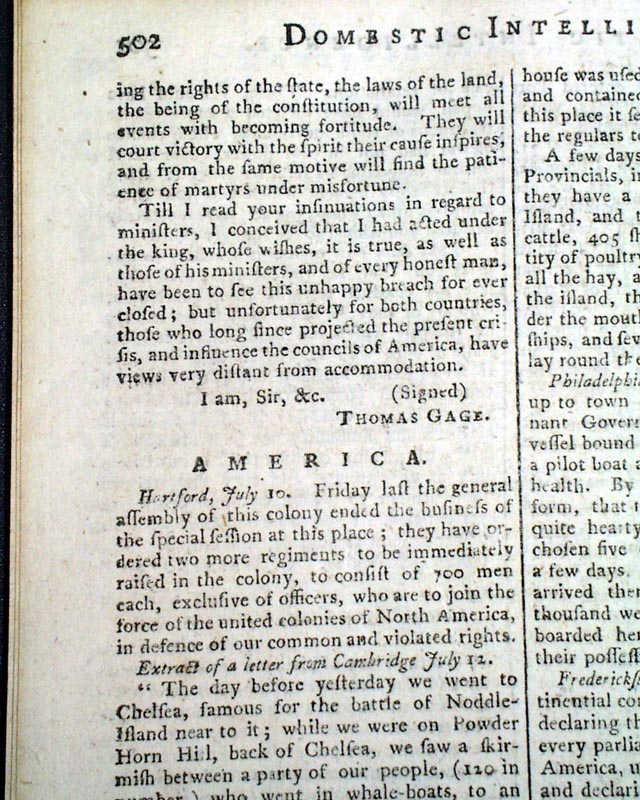 502
DOMESTIC INTELLI
ing the rights of the ſtate, the laws of the land,
the being of the conſtitution, will meet all
events with becoming fortitude. They will
court victory with the ſpirit their cauſe inſpires,
and from the ſame motive will find the pati-
ence of martyrs under misfortune.
Till I read your inſinuations in regard to
miniſters, I conceived that I had acted under
the king, whoſe wiſhes, it is true, as well as
thoſe of his miniſters, and of every honeſt man,
have been to ſee this unhappy breach for ever
cloſed; but unfortunately for both countries,
thoſe who long ſince projected the preſent cri-
ſis, and influence the councils of America, have
views very diſtant from accommodation.
I am, Sir, &c. (Signed)
THOMAS GAGE.
AMERICA.
Hartford, July 10. Friday laſt the general
aſſembly of this colony ended the buſineſs of
the ſpecial ſeſſion at this place; they have or-
dered two more regiments to be immediately
raiſed in the colony, to conſiſt of 700 men
each, excluſive of officers, who are to join the
force of the united colonies of North America,
in defence of our common and violated rights.
Extract of a letter from Cambridge July 12.
“ The day before yeſterday we went to
Chelſea, famous for the battle of Noddle-
Iſland near to it; while we were on Powder
Horn Hill, back of Chelſea, we ſaw a ſkir-
miſh between a party of our people, (120 in
number,) who went in whale-boats, to an
houſe was uſed
and containe
this place it ſe
the regulars to
A few days
Provincials, i
they have a
Iſland, and t
cattle, 405 ſh
tity of poultry
all the hay, a
the iſland, th
der the mouth
ſhips, and ſev
lay round the
Philadelphi
up to town
nant Govern
veſſel bound
a pilot boat a
health. By
form, that
quite hearty
choſen five
a few days.
arrived ther
thouſand we
boarded her
their poſſeſſ
Frederickſ
tinential co
declaring th
every parlia
America, u
and declari